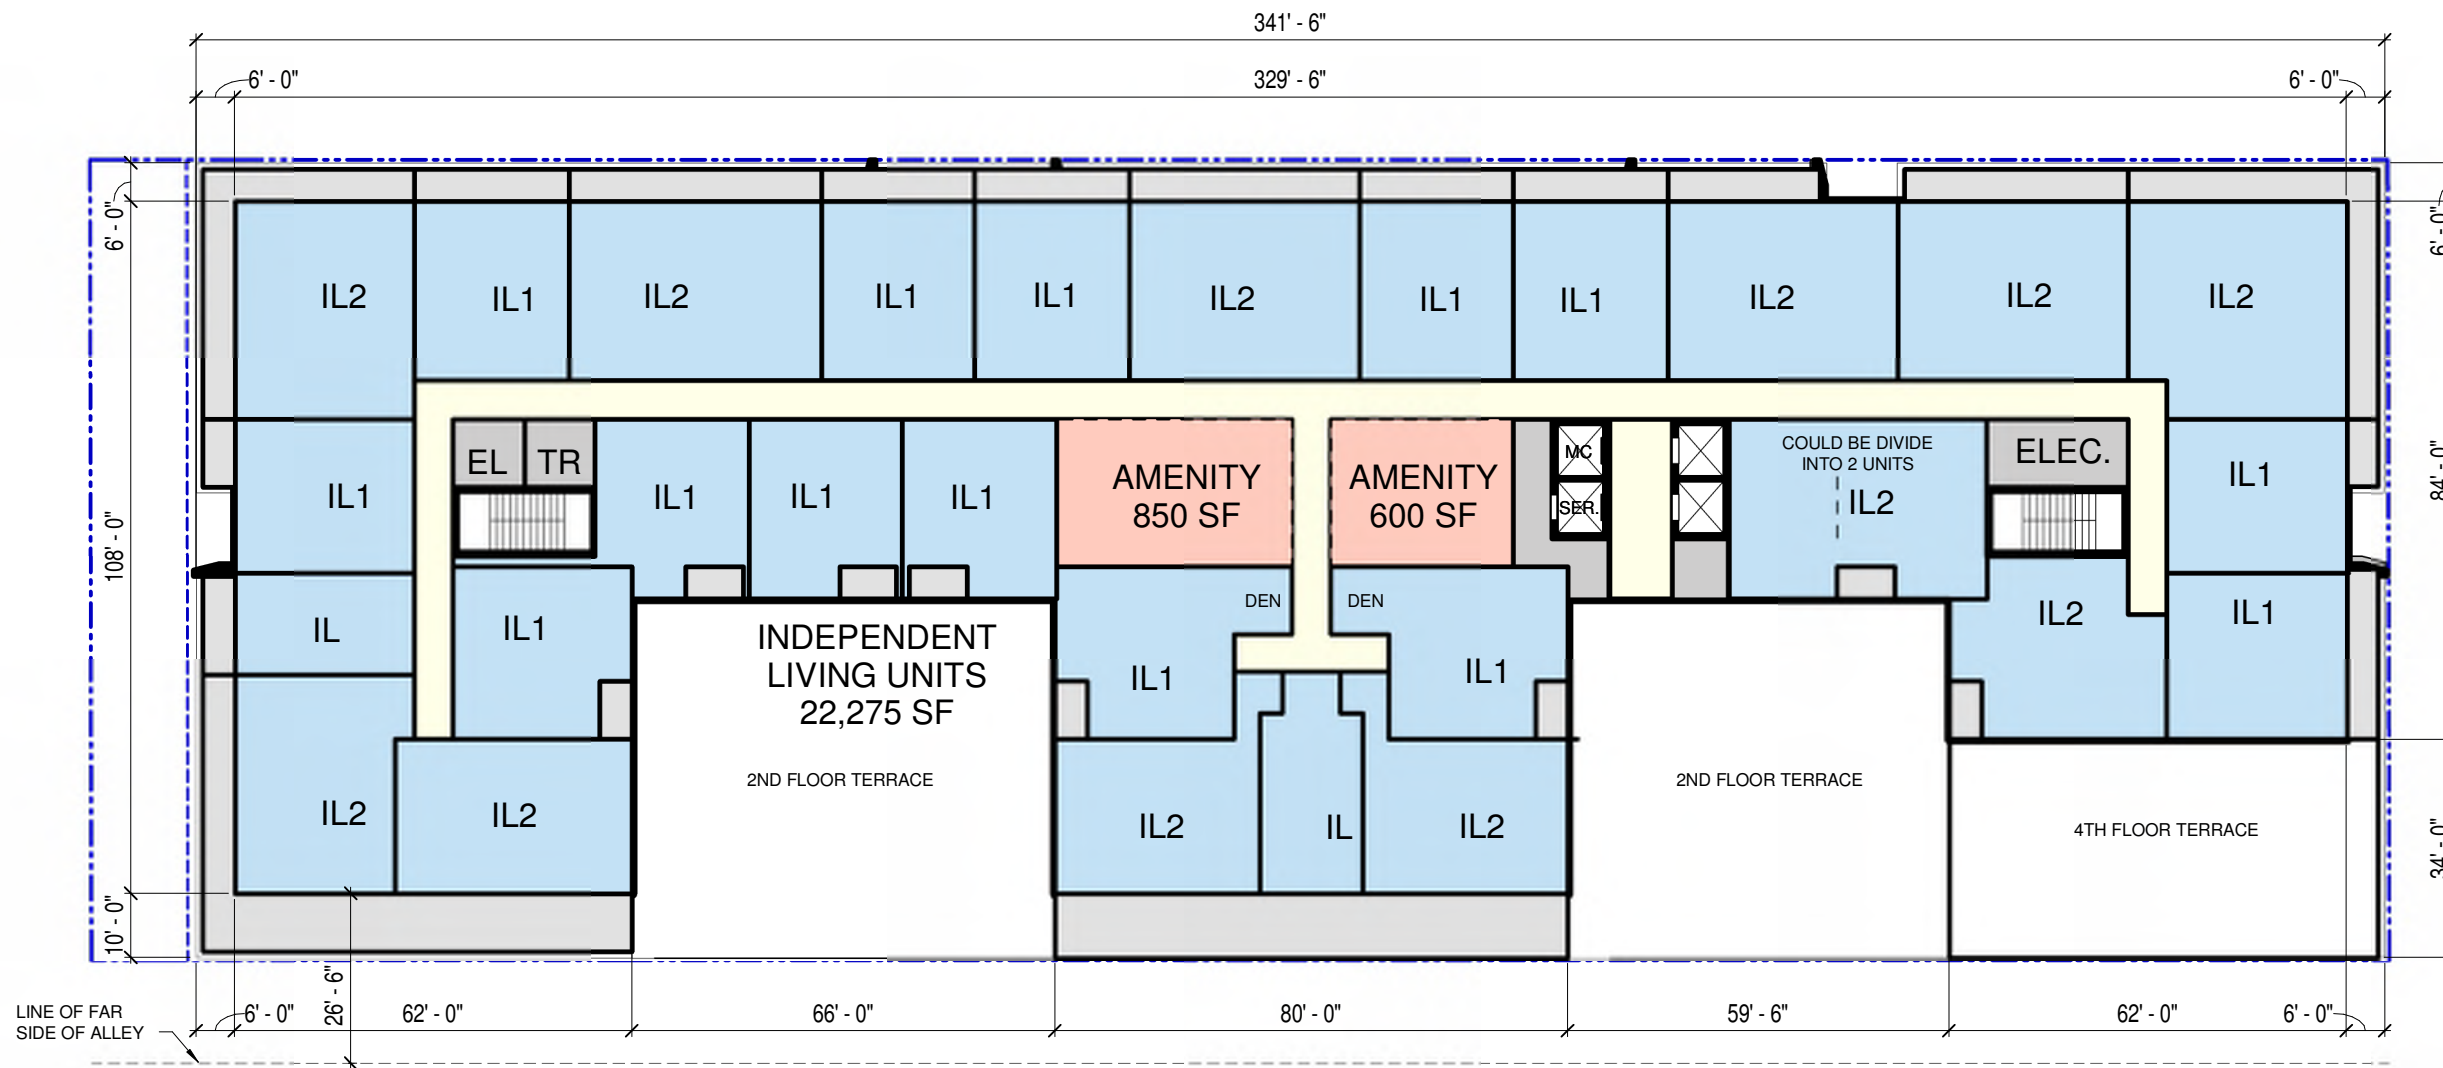 341' - 6"
6' - 0"
329' - 6"
6' - 0"
6' - 0"
6' - 0"
IL2
IL1
IL2
IL1
IL1
IL2
IL1
IL1
IL2
IL2
IL2
108' - 0"
84' - 0"
IL1
EL
TR
IL1
IL1
IL1
AMENITY
850 SF
AMENITY
600 SF
MC
SER.
COULD BE DIVIDE
INTO 2 UNITS
IL2
ELEC.
IL1
IL
IL1
INDEPENDENT
LIVING UNITS
22,275 SF
DEN
DEN
IL1
IL1
IL2
IL1
2ND FLOOR TERRACE
2ND FLOOR TERRACE
4TH FLOOR TERRACE
IL2
IL2
IL2
IL
IL2
34' - 0"
10' - 0"
26' - 6"
LINE OF FAR
SIDE OF ALLEY
6' - 0"
62' - 0"
66' - 0"
80' - 0"
59' - 6"
62' - 0"
6' - 0"